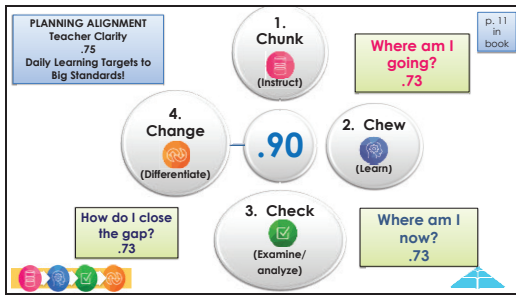 PLANNING ALIGNMENT
Teacher Clarity
.75
Daily Learning Targets to
Big Standards!
1.
Chunk
(Instruct)
p. 11
in
book
Where am I
going?
.73
4.
Change
(Differentiate)
.90
2. Chew
(Learn)
How do I close
the gap?
.73
3. Check
(Examine/
analyze)
Where am I
now?
.73